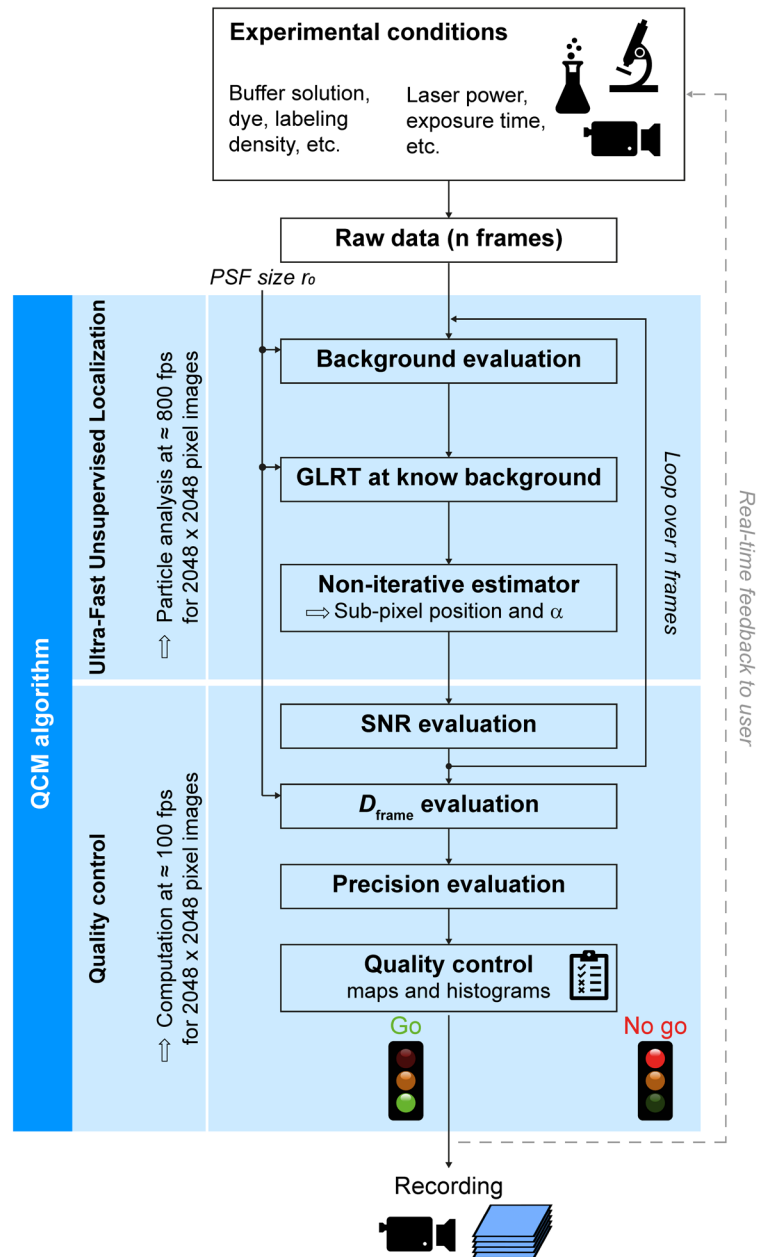 Experimental conditions
Buffer solution,
dye, labeling
density, etc.
Laser power,
exposure time,
etc.
Raw data (n frames)
PSF size r₀
Background evaluation
GLRT at know background
Non-iterative estimator
⇨ Sub-pixel position and α
SNR evaluation
D_frame evaluation
Precision evaluation
Quality control
maps and histograms
Go
No go
Recording
QCM algorithm
Ultra-Fast Unsupervised Localization
⇨ Particle analysis at ≈ 800 fps
for 2048 x 2048 pixel images
Quality control
⇨ Computation at ≈ 100 fps
for 2048 x 2048 pixel images
Loop over n frames
Real-time feedback to user